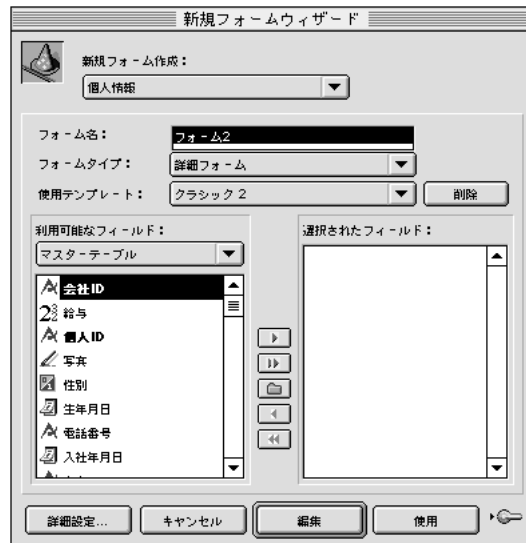 新規フォームウィザード
新規フォーム作成：
個人情報
フォーム名：
フォーム2
フォームタイプ：
詳細フォーム
使用テンプレート：
クラシック 2
削除
利用可能なフィールド：
マスターテーブル
会社ID
給与
個人ID
写真
性別
生年月日
電話番号
入社年月日
選択されたフィールド：
詳細設定...
キャンセル
編集
使用